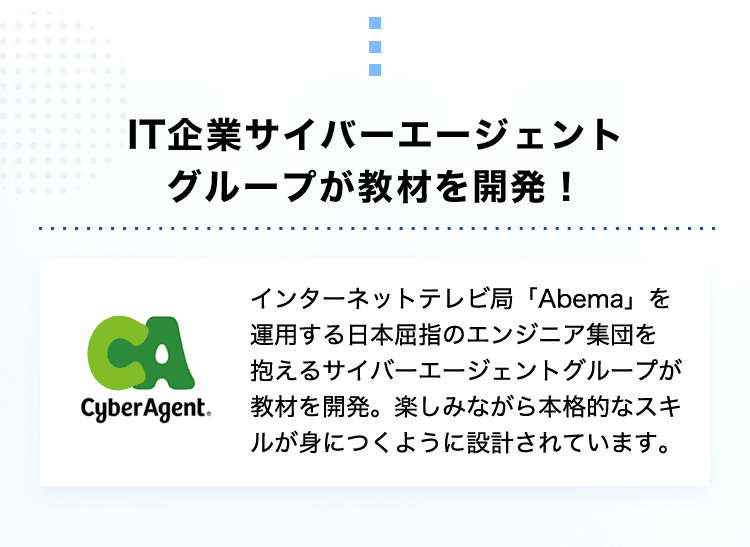 IT企業サイバーエージェント
グループが教材を開発！
CyberAgent®
インターネットテレビ局「Abema」を
運用する日本屈指のエンジニア集団を
抱えるサイバーエージェントグループが
教材を開発。楽しみながら本格的なスキ
ルが身につくように設計されています。